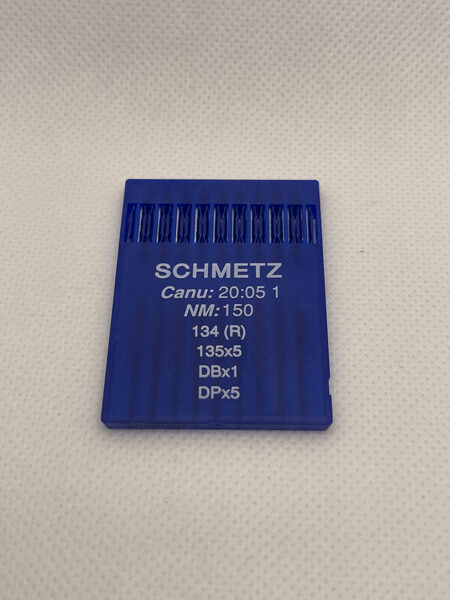 SCHMETZ
Canu: 20:05 1
NM: 150
134 (R)
135x5
DBx1
DPx5